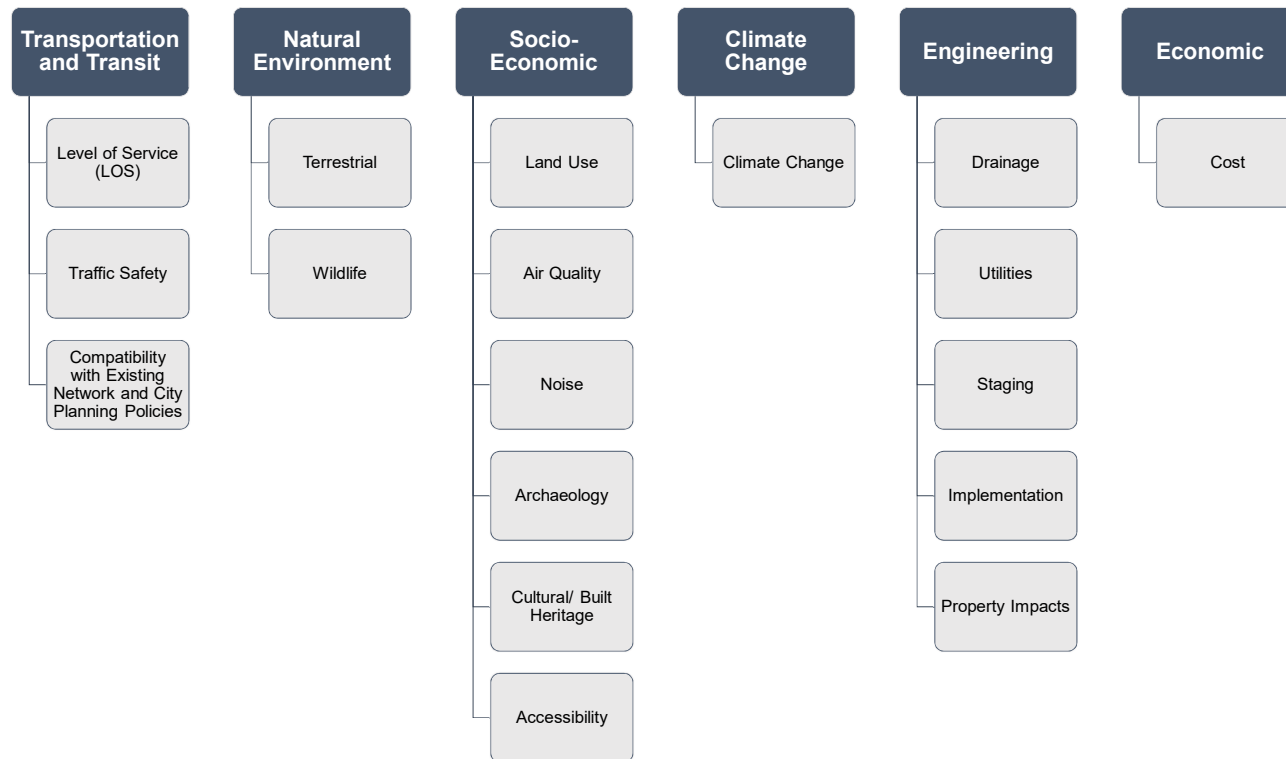 Transportation
and Transit
Level of Service
(LOS)
Traffic Safety
Compatibility
with Existing
Network and City
Planning Policies
Natural
Environment
Terrestrial
Wildlife
Socio-
Economic
Land Use
Air Quality
Noise
Archaeology
Cultural/ Built
Heritage
Accessibility
Climate
Change
Climate Change
Engineering
Drainage
Utilities
Staging
Implementation
Property Impacts
Economic
Cost